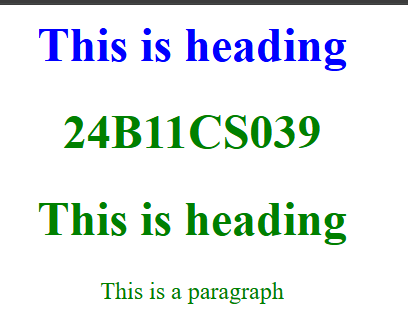 This is heading
24B11CS039
This is heading
This is a paragraph